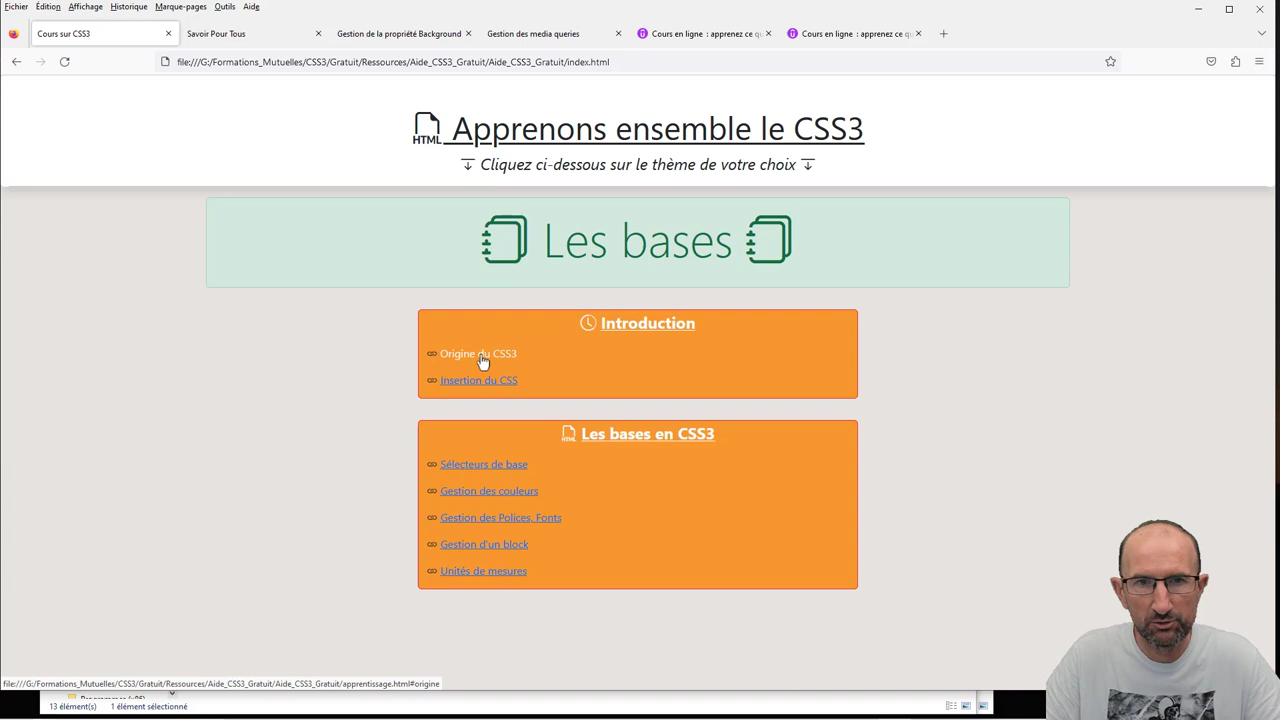 Fichier Édition Affichage Historique Marque-pages Outils Aide
Cours sur CSS3 Savoir Pour Tous Gestion de la propriété Background Gestion des media queries Cours en ligne : apprenez ce qu Cours en ligne : apprenez ce qu
file:///G:/Formations_Mutuelles/CSS3/Gratuit/Ressources/Aide_CSS3_Gratuit/Aide_CSS3_Gratuit/index.html
HTML Apprenons ensemble le CSS3
Cliquez ci-dessous sur le thème de votre choix
Les bases
Introduction
Origine du CSS3
Insertion du CSS
HTML Les bases en CSS3
Sélecteurs de base
Gestion des couleurs
Gestion des Polices, Fonts
Gestion d'un block
Unités de mesures
file:///G:/Formations_Mutuelles/CSS3/Gratuit/Ressources/Aide_CSS3_Gratuit/Aide_CSS3_Gratuit/apprentissage.html#origine
13 élément(s) 1 élément sélectionné